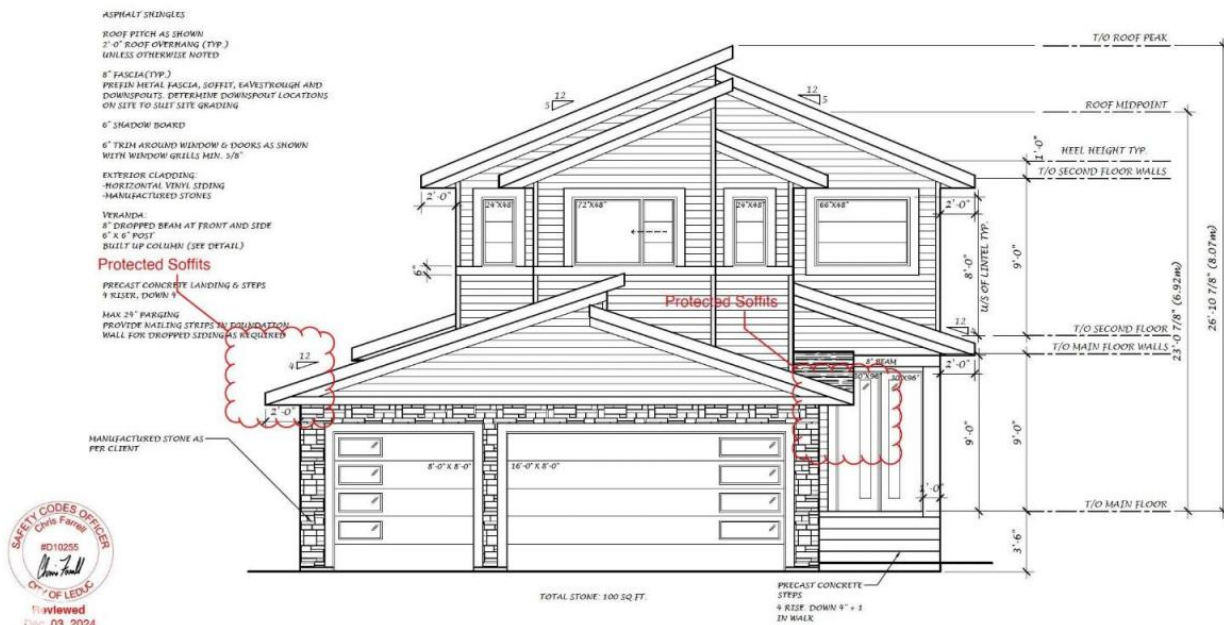 ASPHALT SHINGLES
ROOF PITCH AS SHOWN
2'-0" ROOF OVERHANG (TYP.)
UNLESS OTHERWISE NOTED
8" FASCIA(TYP.)
PREFIN METAL FASCIA, SOFFIT, EAVESTROUGH AND
DOWNSPOUTS. DETERMINE DOWNSPOUT LOCATIONS
ON SITE TO SUIT SITE GRADING
6" SHADOW BOARD
6" TRIM AROUND WINDOW & DOORS AS SHOWN
WITH WINDOW GRILLS MIN. 5/8"
EXTERIOR CLADDING:
-HORIZONTAL VINYL SIDING
-MANUFACTURED STONES
VERANDA:
8" DROPPED BEAM AT FRONT AND SIDE
6" X 6" POST
BUILT UP COLUMN (SEE DETAIL)
Protected Soffits
PRECAST CONCRETE LANDING & STEPS
4 RISER, DOWN 4"
MAX 24" PARGING
PROVIDE NAILING STRIPS IN FOUNDATION
WALL FOR DROPPED SIDING AS REQUIRED
12
4
2'-0"
MANUFACTURED STONE AS
PER CLIENT
12
5
12
5
2'-0"
24"X48"
72"X48"
24"X48"
66"X48"
2'-0"
6"
Protected Soffits
12
4
8" BEAM
30"X96"
2'-0"
8'-0" X 8'-0"
16'-0" X 8'-0"
1'-0"
T/O ROOF PEAK
ROOF MIDPOINT
1'-0"
HEEL HEIGHT TYP.
T/O SECOND FLOOR WALLS
8'-0"
U/S OF LINTEL TYP.
9'-0"
T/O SECOND FLOOR
T/O MAIN FLOOR WALLS
9'-0"
9'-0"
T/O MAIN FLOOR
3'-6"
23'-0 7/8" (6.92m)
26'-10 7/8" (8.07m)
TOTAL STONE: 100 SQ.FT.
PRECAST CONCRETE
STEPS
4 RISE, DOWN 4" + 1
IN WALK
SAFETY CODES OFFICER
Chris Farrell
#D10255
CITY OF LEDUC
Reviewed
Dec. 03, 2024